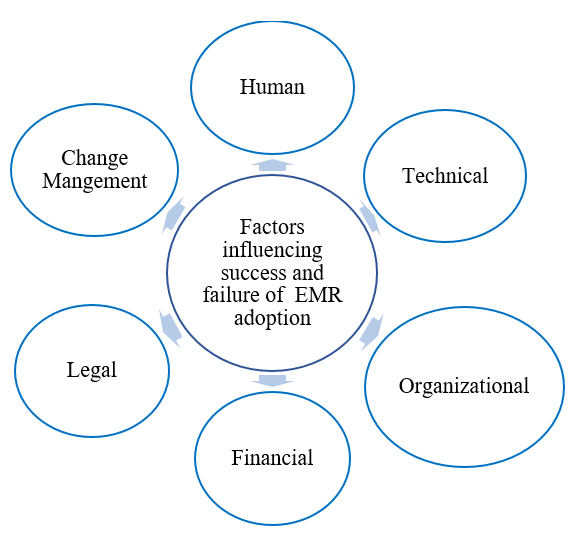 Human
Change
Mangement
Technical
Factors
influencing
success and
failure of  EMR
adoption
Legal
Organizational
Financial